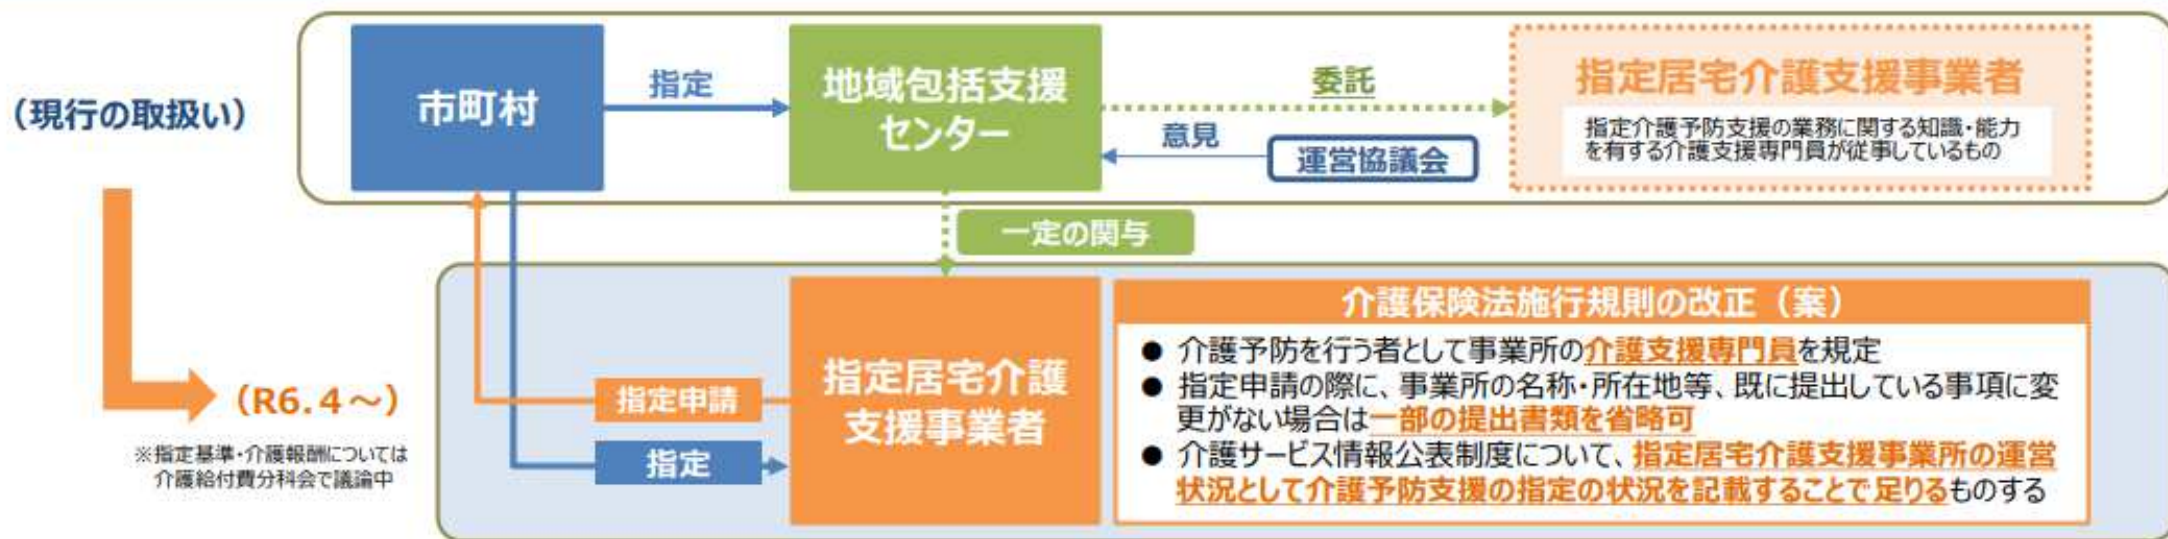 （現行の取扱い）
市町村
指定
地域包括支援
センター
委託
意見
運営協議会
指定居宅介護支援事業者
指定介護予防支援の業務に関する知識・能力
を有する介護支援専門員が従事しているもの
一定の関与
（R6.4～）
※指定基準・介護報酬については
介護給付費分科会で議論中
指定申請
指定
指定居宅介護
支援事業者
介護保険法施行規則の改正（案）
● 介護予防を行う者として事業所の介護支援専門員を規定
● 指定申請の際に、事業所の名称・所在地等、既に提出している事項に変
更がない場合は一部の提出書類を省略可
● 介護サービス情報公表制度について、指定居宅介護支援事業所の運営
状況として介護予防支援の指定の状況を記載することで足りるものする